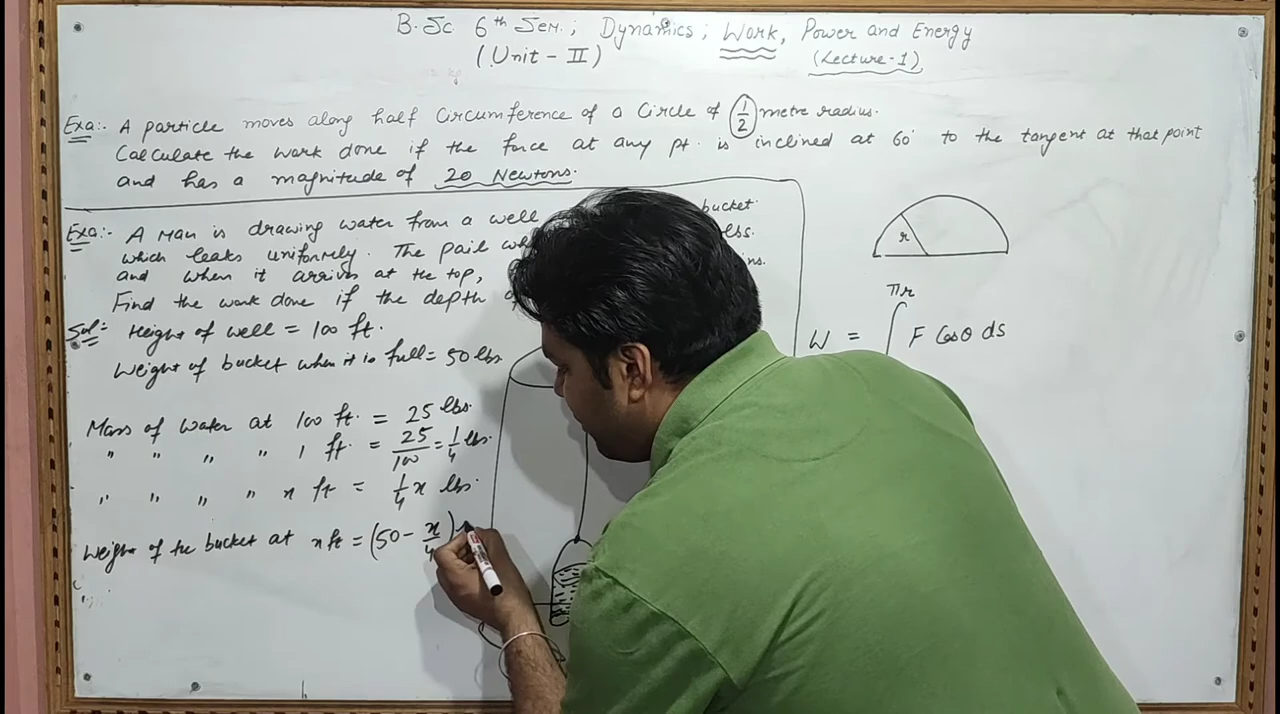 B.Sc. 6th Sem.; Dynamics; Work, Power and Energy
(Unit - II) (Lecture-1)
Exa:- A particle moves along half circumference of a circle of 1/2 metre radius.
Calculate the work done if the force at any pt. is inclined at 60° to the tangent at that point
and has a magnitude of 20 Newtons.
Exa:- A man is drawing water from a well bucket
which leaks uniformly. The pail lbs.
and when it arrives at the top, ins.
Find the work done if the depth
Sol:- Height of well = 100 ft.
Weight of bucket when it is full = 50 lbs
Mass of water at 100 ft. = 25 lbs.
" " " " 1 ft. = 25/100 = 1/4 lbs.
" " " " x ft = 1/4 x lbs.
Weight of the bucket at x ft = (50 - x/4)
r
πr
W = ∫ F Cosθ ds